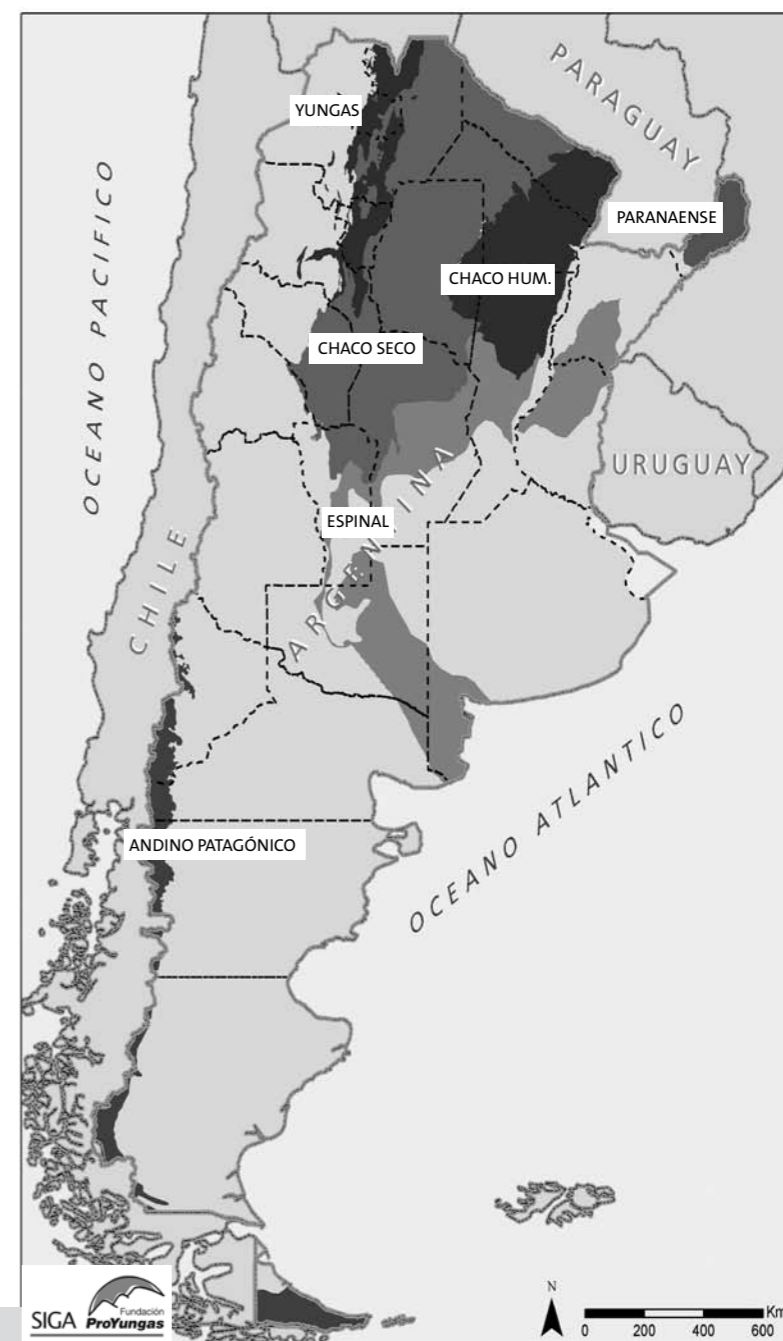 PARAGUAY
YUNGAS
OCEANO PACIFICO
PARANAENSE
CHACO HUM.
CHACO SECO
URUGUAY
ARGENTINA
ESPINAL
CHILE
OCEANO ATLANTICO
ANDINO PATAGÓNICO
SIGA
Fundación
ProYungas
N
Km
0 200 400 600